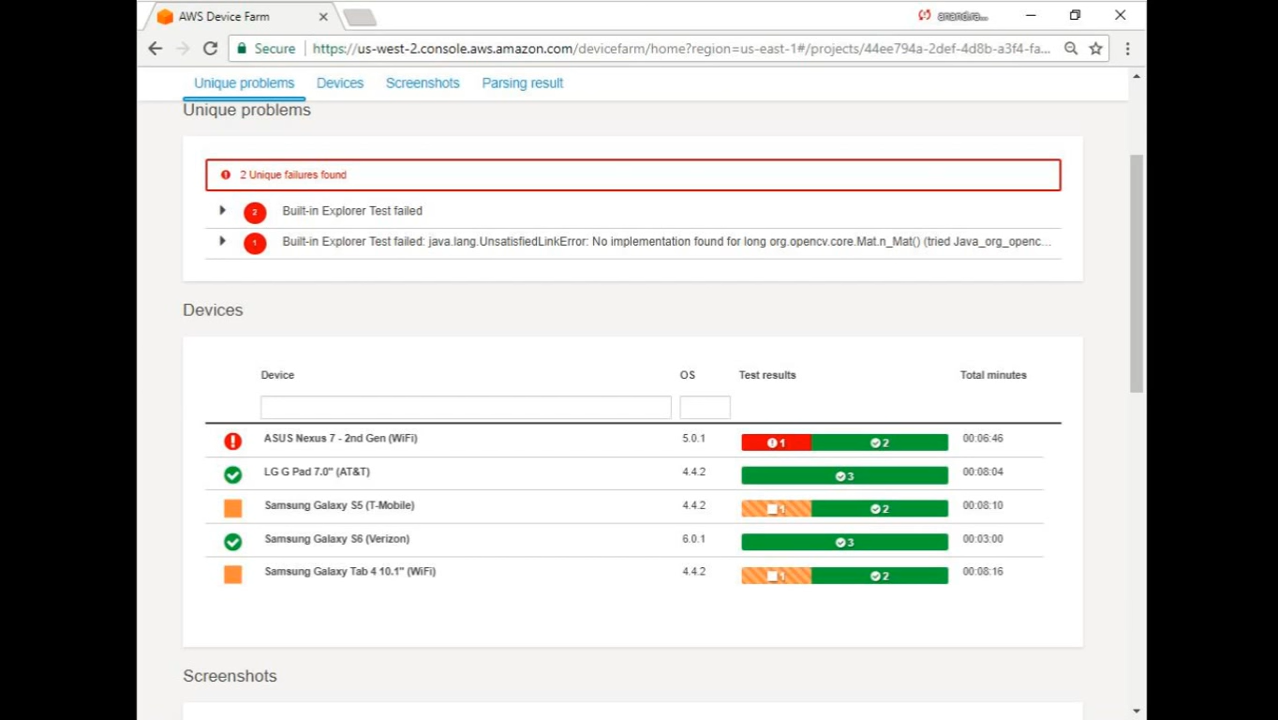 AWS Device Farm
Secure https://us-west-2.console.aws.amazon.com/devicefarm/home?region=us-east-1#/projects/44ee794a-2def-4d8b-a3f4-fa...
Unique problems Devices Screenshots Parsing result
Unique problems
2 Unique failures found
2 Built-in Explorer Test failed
1 Built-in Explorer Test failed: java.lang.UnsatisfiedLinkError: No implementation found for long org.opencv.core.Mat.n_Mat() (tried Java_org_openc...
Devices
Device OS Test results Total minutes
ASUS Nexus 7 - 2nd Gen (WiFi) 5.0.1 1 2 00:06:46
LG G Pad 7.0" (AT&T) 4.4.2 3 00:08:04
Samsung Galaxy S5 (T-Mobile) 4.4.2 1 2 00:08:10
Samsung Galaxy S6 (Verizon) 6.0.1 3 00:03:00
Samsung Galaxy Tab 4 10.1" (WiFi) 4.4.2 1 2 00:08:16
Screenshots